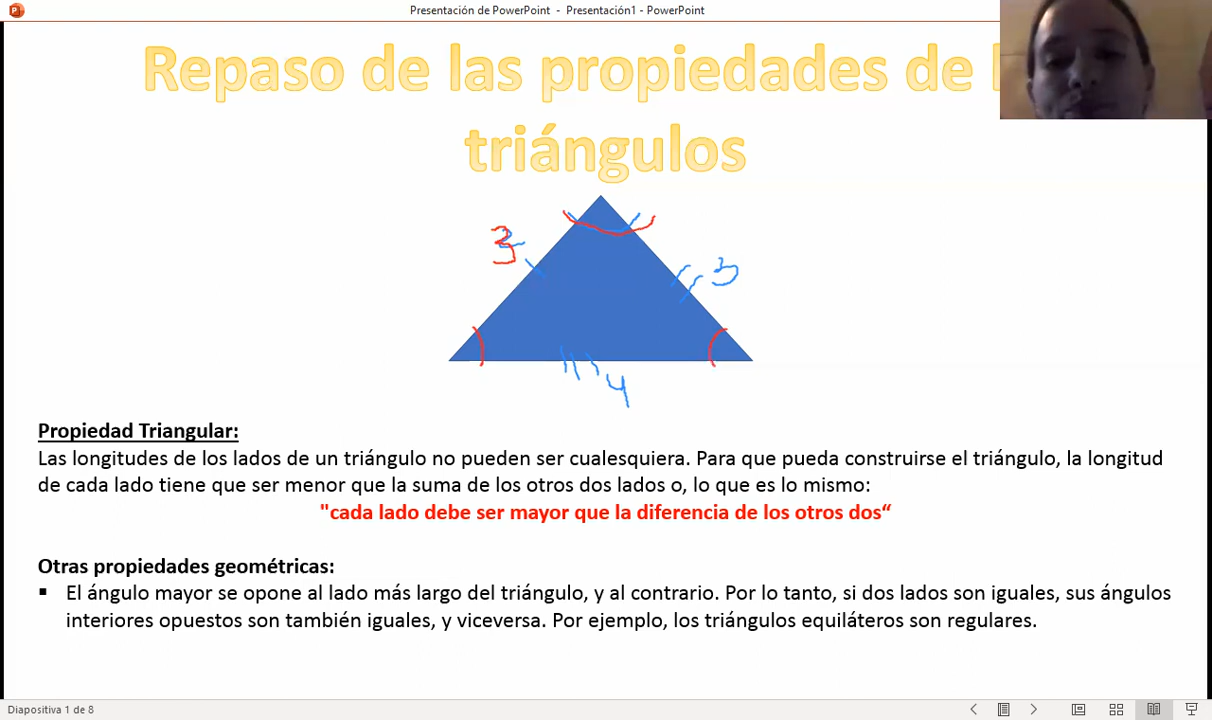 Presentación de PowerPoint - Presentación1 - PowerPoint
Repaso de las propiedades de
triángulos
3
3
4
Propiedad Triangular:
Las longitudes de los lados de un triángulo no pueden ser cualesquiera. Para que pueda construirse el triángulo, la longitud
de cada lado tiene que ser menor que la suma de los otros dos lados o, lo que es lo mismo:
"cada lado debe ser mayor que la diferencia de los otros dos“
Otras propiedades geométricas:
▪ El ángulo mayor se opone al lado más largo del triángulo, y al contrario. Por lo tanto, si dos lados son iguales, sus ángulos
interiores opuestos son también iguales, y viceversa. Por ejemplo, los triángulos equiláteros son regulares.
Diapositiva 1 de 8